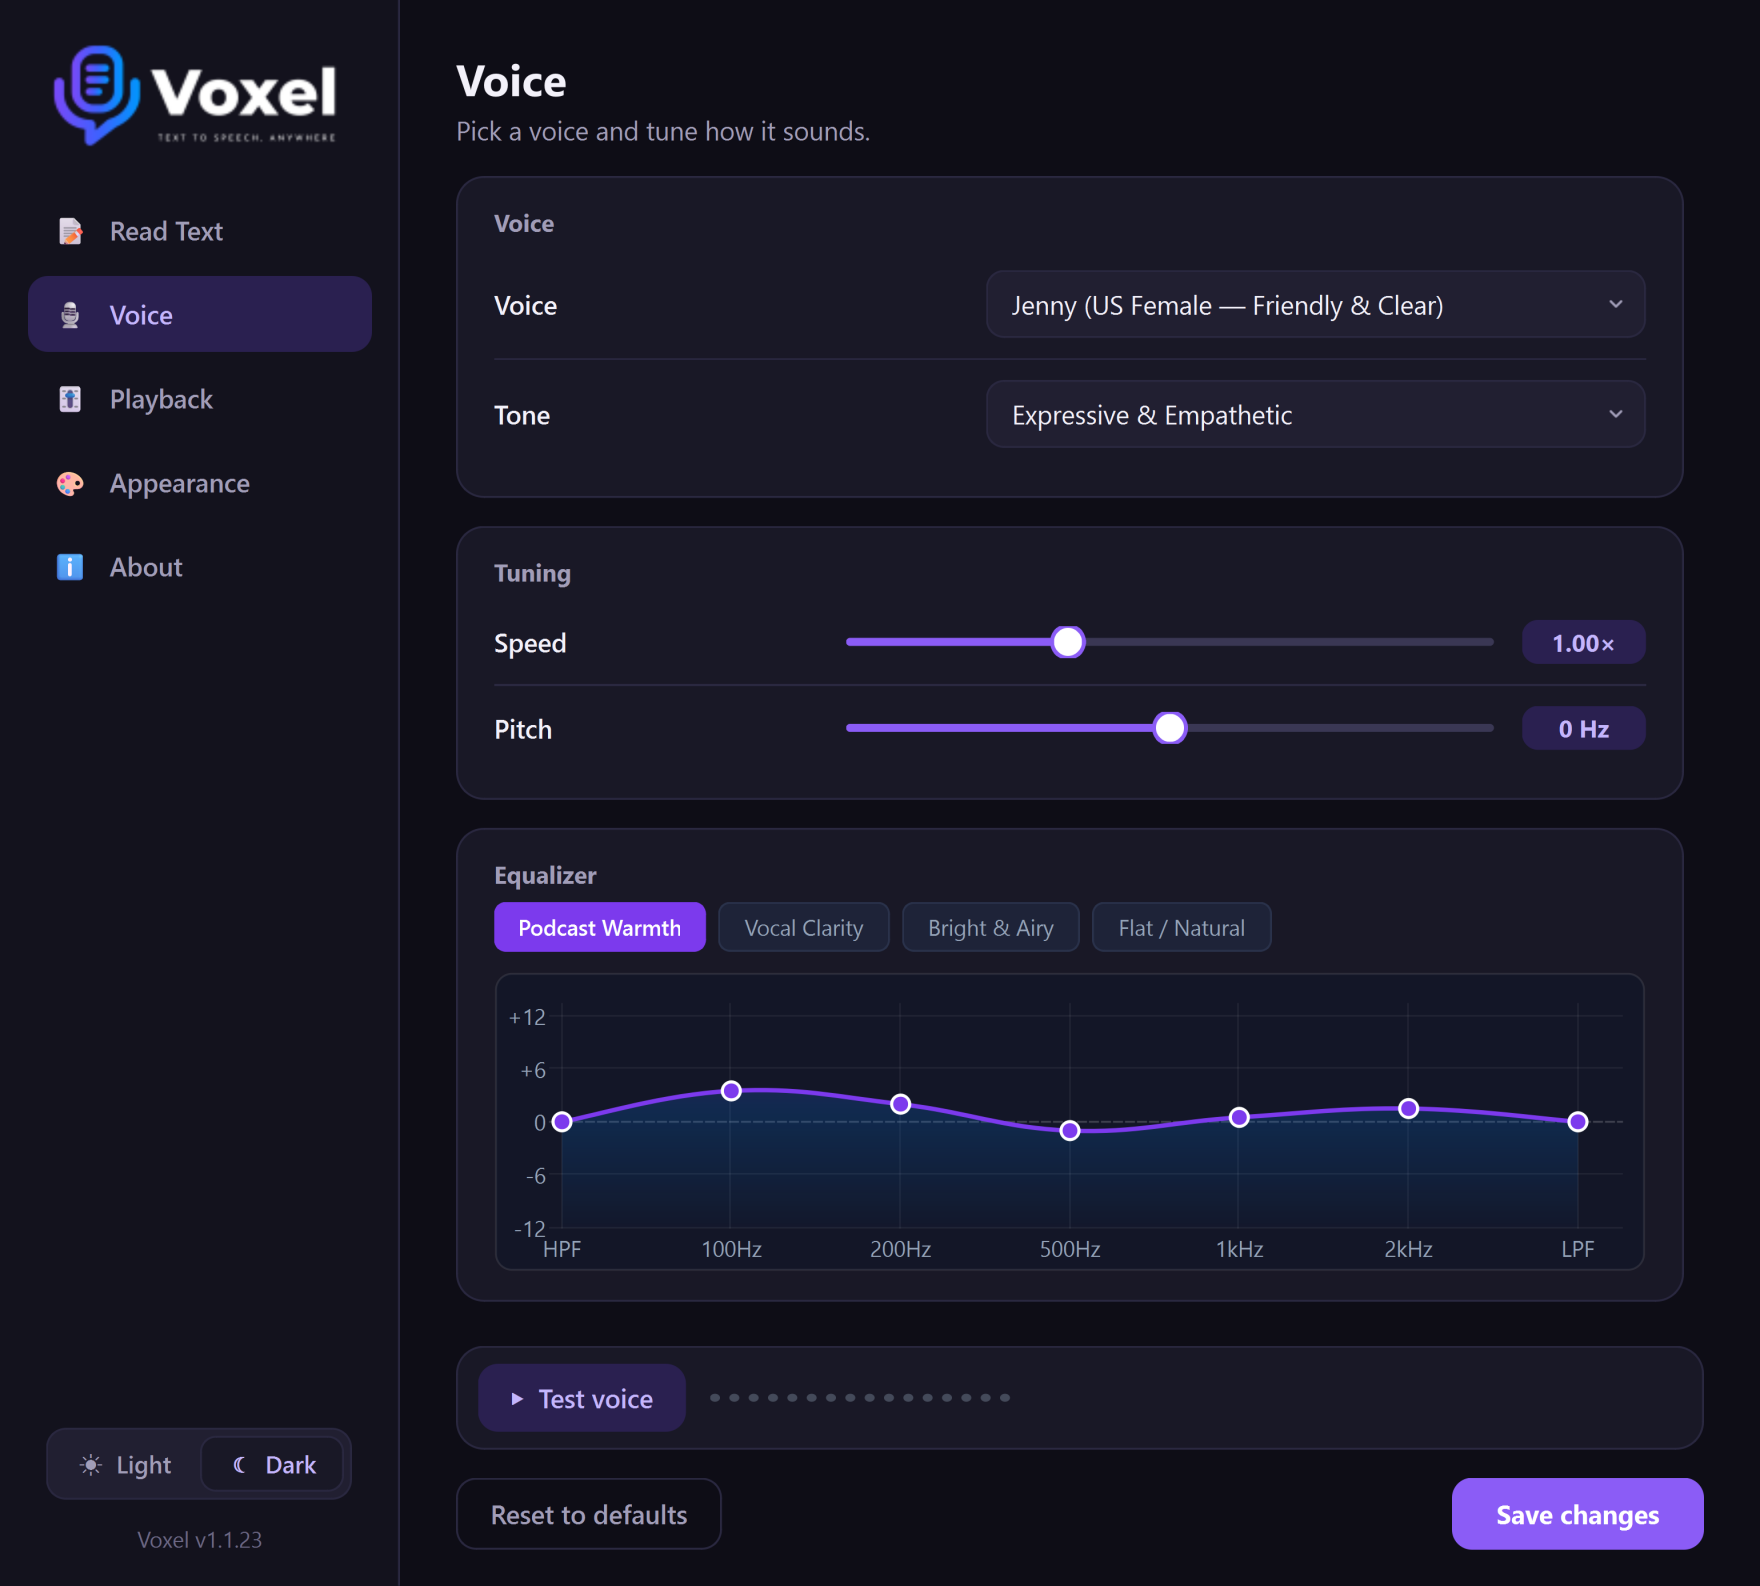 Voxel
TEXT TO SPEECH, ANYWHERE
Read Text
Voice
Playback
Appearance
About
Light
Dark
Voxel v1.1.23
Voice
Pick a voice and tune how it sounds.
Voice
Voice
Jenny (US Female — Friendly & Clear)
Tone
Expressive & Empathetic
Tuning
Speed
1.00×
Pitch
0 Hz
Equalizer
Podcast Warmth
Vocal Clarity
Bright & Airy
Flat / Natural
+12
+6
0
-6
-12
HPF
100Hz
200Hz
500Hz
1kHz
2kHz
LPF
Test voice
Reset to defaults
Save changes